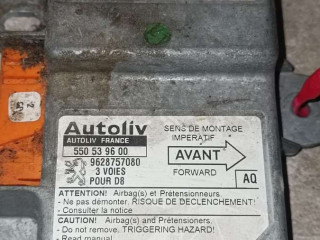 Autoliv
AUTOLIV FRANCE
550 53 96 00
9628757080
3 VOIES
POUR D8
SENS DE MONTAGE
IMPERATIF
AVANT
FORWARD
AQ
ATTENTION! Airbag(s) et Prétensionneurs.
- Ne pas démonter. RISQUE DE DECLENCHEMENT!
- Consulter la notice
CAUTION! Airbag(s) and Pretensioners.
- Do not remove. TRIGGERING HAZARD!
- Read manual